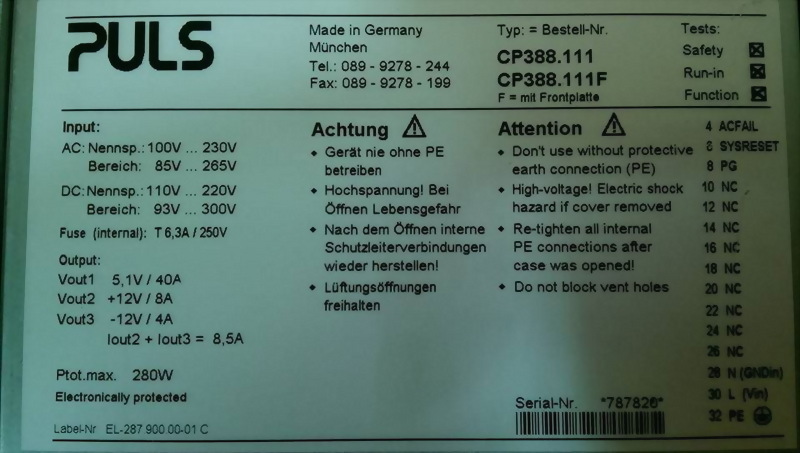 PULS
Made in Germany
München
Tel.: 089 - 9278 - 244
Fax: 089 - 9278 - 199
Typ: = Bestell-Nr.
CP388.111
CP388.111F
F = mit Frontplatte
Tests:
Safety
Run-in
Function
Input:
AC: Nennsp.: 100V ... 230V
Bereich: 85V ... 265V
DC: Nennsp.: 110V ... 220V
Bereich: 93V ... 300V
Fuse (internal): T 6,3A / 250V
Output:
Vout1 5,1V / 40A
Vout2 +12V / 8A
Vout3 -12V / 4A
Iout2 + Iout3 = 8,5A
Ptot.max. 280W
Electronically protected
Label-Nr EL-287.900.00-01 C
Achtung
• Gerät nie ohne PE
betreiben
• Hochspannung! Bei
Öffnen Lebensgefahr
• Nach dem Öffnen interne
Schutzleiterverbindungen
wieder herstellen!
• Lüftungsöffnungen
freihalten
Attention
• Don't use without protective
earth connection (PE)
• High-voltage! Electric shock
hazard if cover removed
• Re-tighten all internal
PE connections after
case was opened!
• Do not block vent holes
Serial-Nr. *787826*
4 ACFAIL
SYSRESET
8 PG
10 NC
12 NC
14 NC
16 NC
18 NC
20 NC
22 NC
24 NC
26 NC
28 N (GNDin)
30 L (Vin)
32 PE